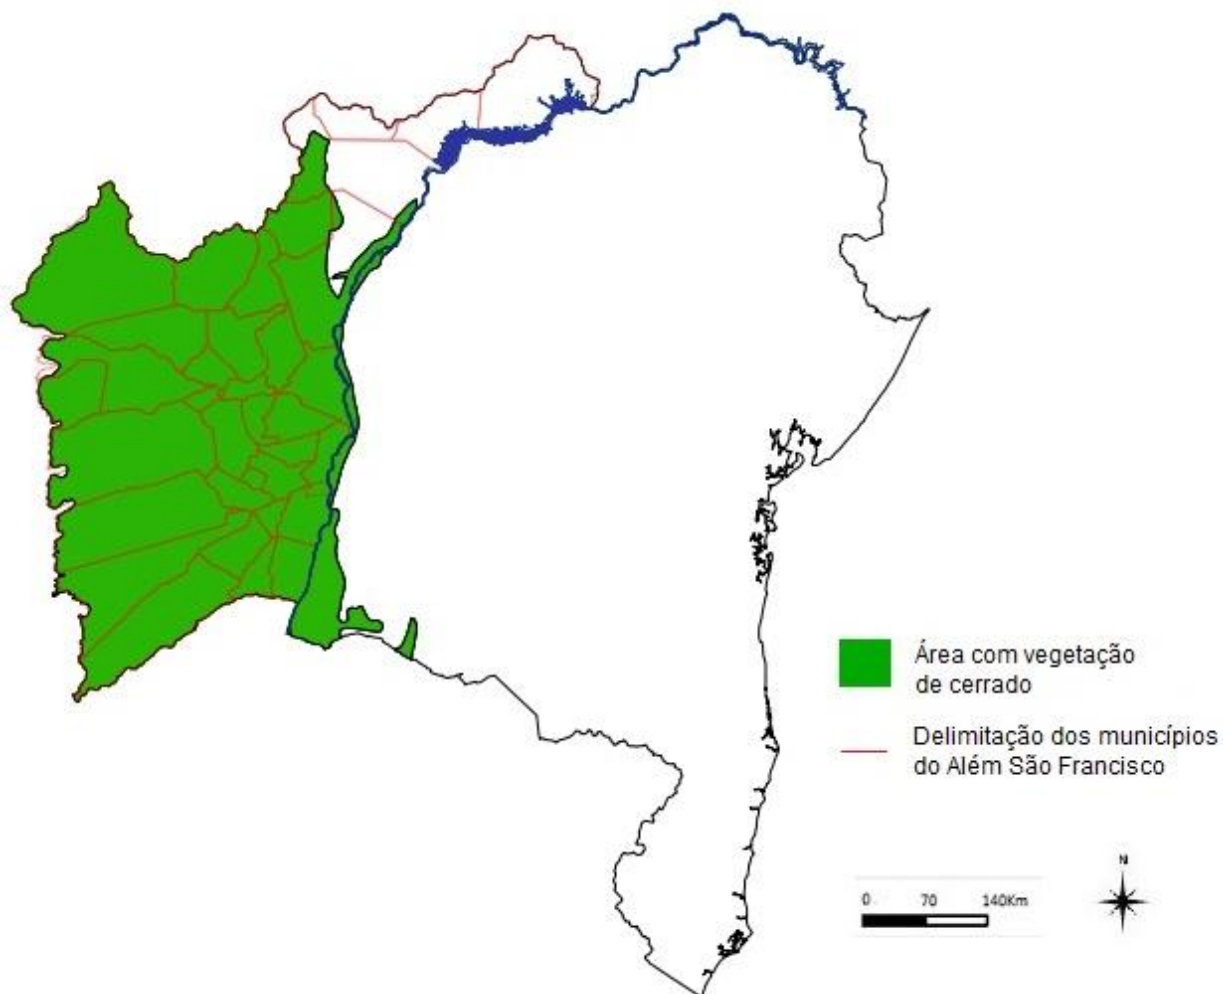 Área com vegetação
de cerrado
Delimitação dos municípios
do Além São Francisco
N
0 70 140Km